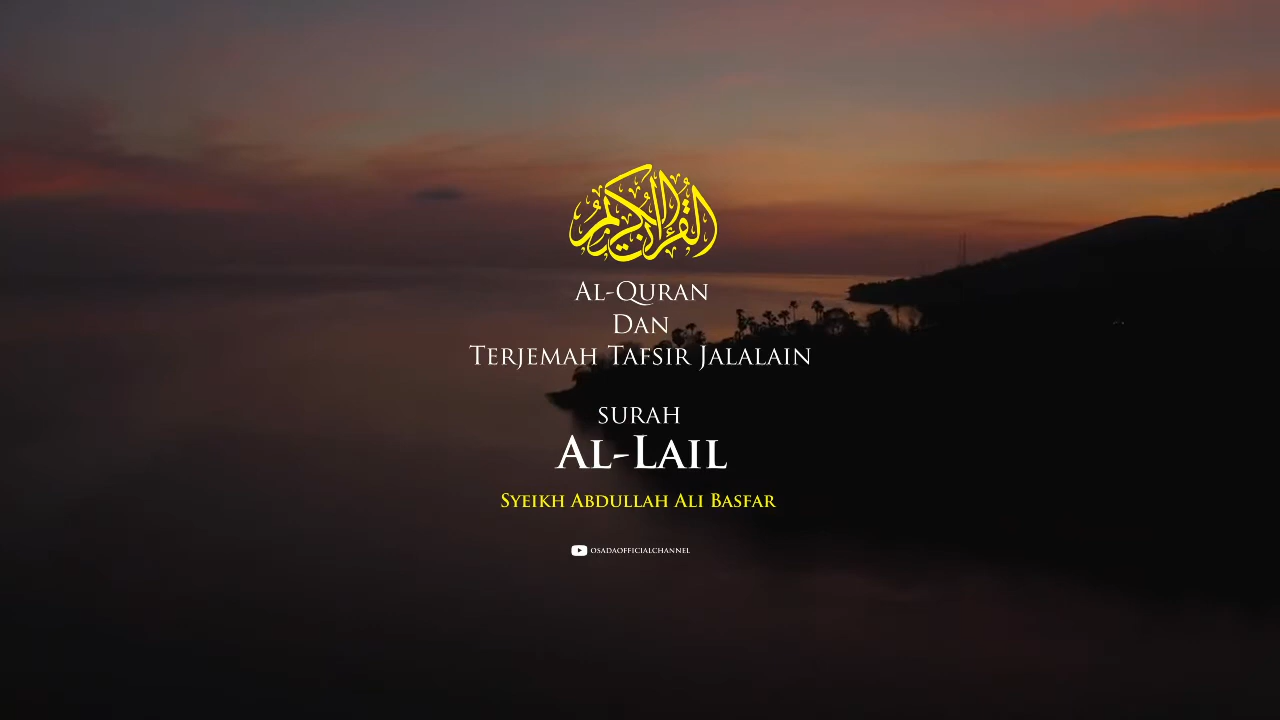 القرآن الكريم
Al-Quran
Dan
Terjemah Tafsir Jalalain
Surah
Al-Lail
Syeikh Abdullah Ali Basfar
osadaofficialchannel